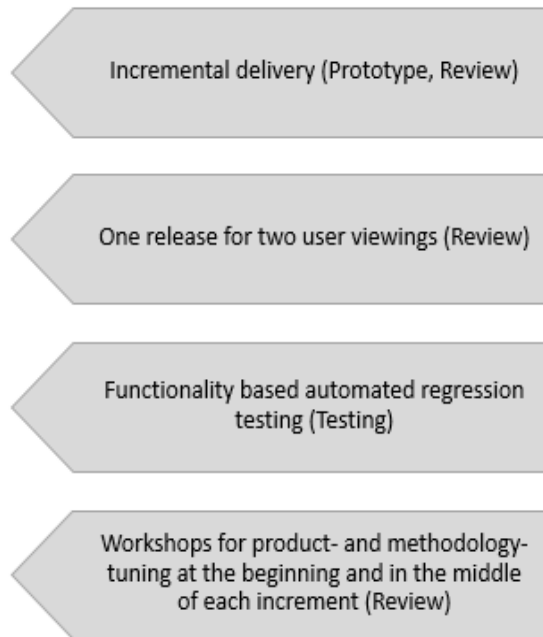 Incremental delivery (Prototype, Review)
One release for two user viewings (Review)
Functionality based automated regression
testing (Testing)
Workshops for product- and methodology-
tuning at the beginning and in the middle
of each increment (Review)